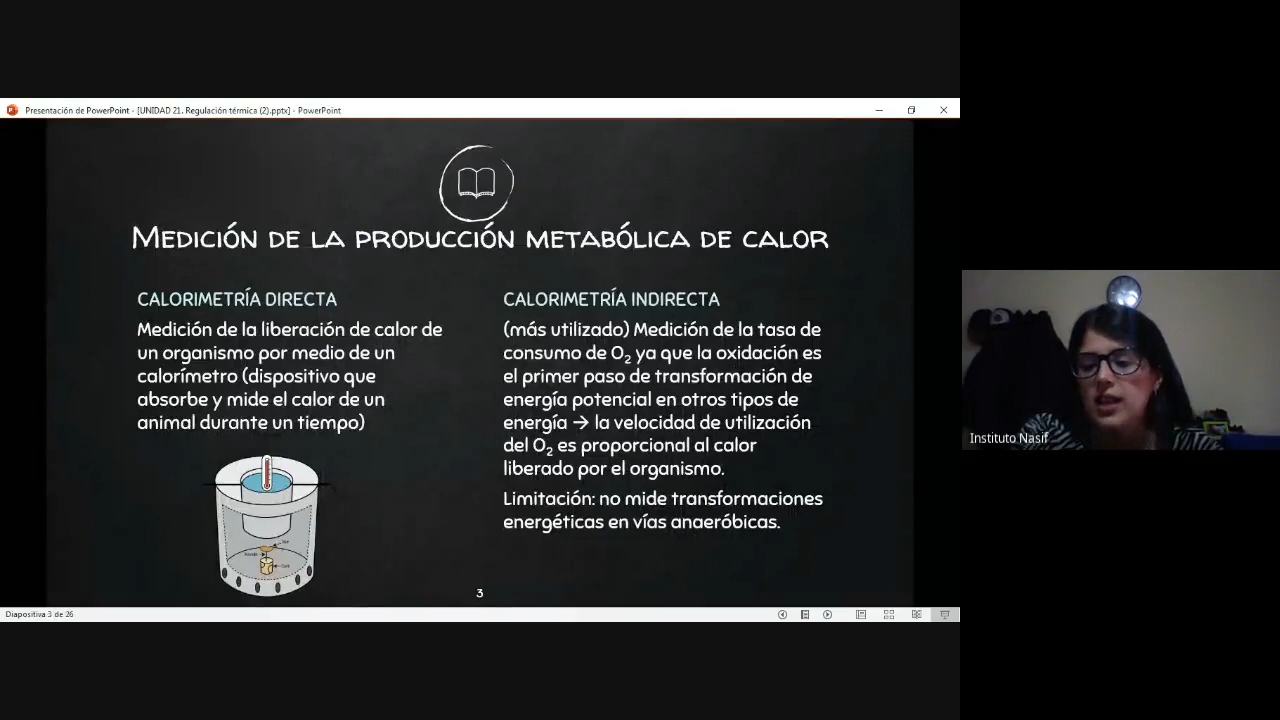 Presentación de PowerPoint - [UNIDAD 21. Regulación térmica (2).pptx] - PowerPoint
MEDICIÓN DE LA PRODUCCIÓN METABÓLICA DE CALOR
CALORIMETRÍA DIRECTA
Medición de la liberación de calor de
un organismo por medio de un
calorímetro (dispositivo que
absorbe y mide el calor de un
animal durante un tiempo)
CALORIMETRÍA INDIRECTA
(más utilizado) Medición de la tasa de
consumo de O₂ ya que la oxidación es
el primer paso de transformación de
energía potencial en otros tipos de
energía → la velocidad de utilización
del O₂ es proporcional al calor
liberado por el organismo.
Limitación: no mide transformaciones
energéticas en vías anaeróbicas.
3
Diapositiva 3 de 26
Instituto Nasif